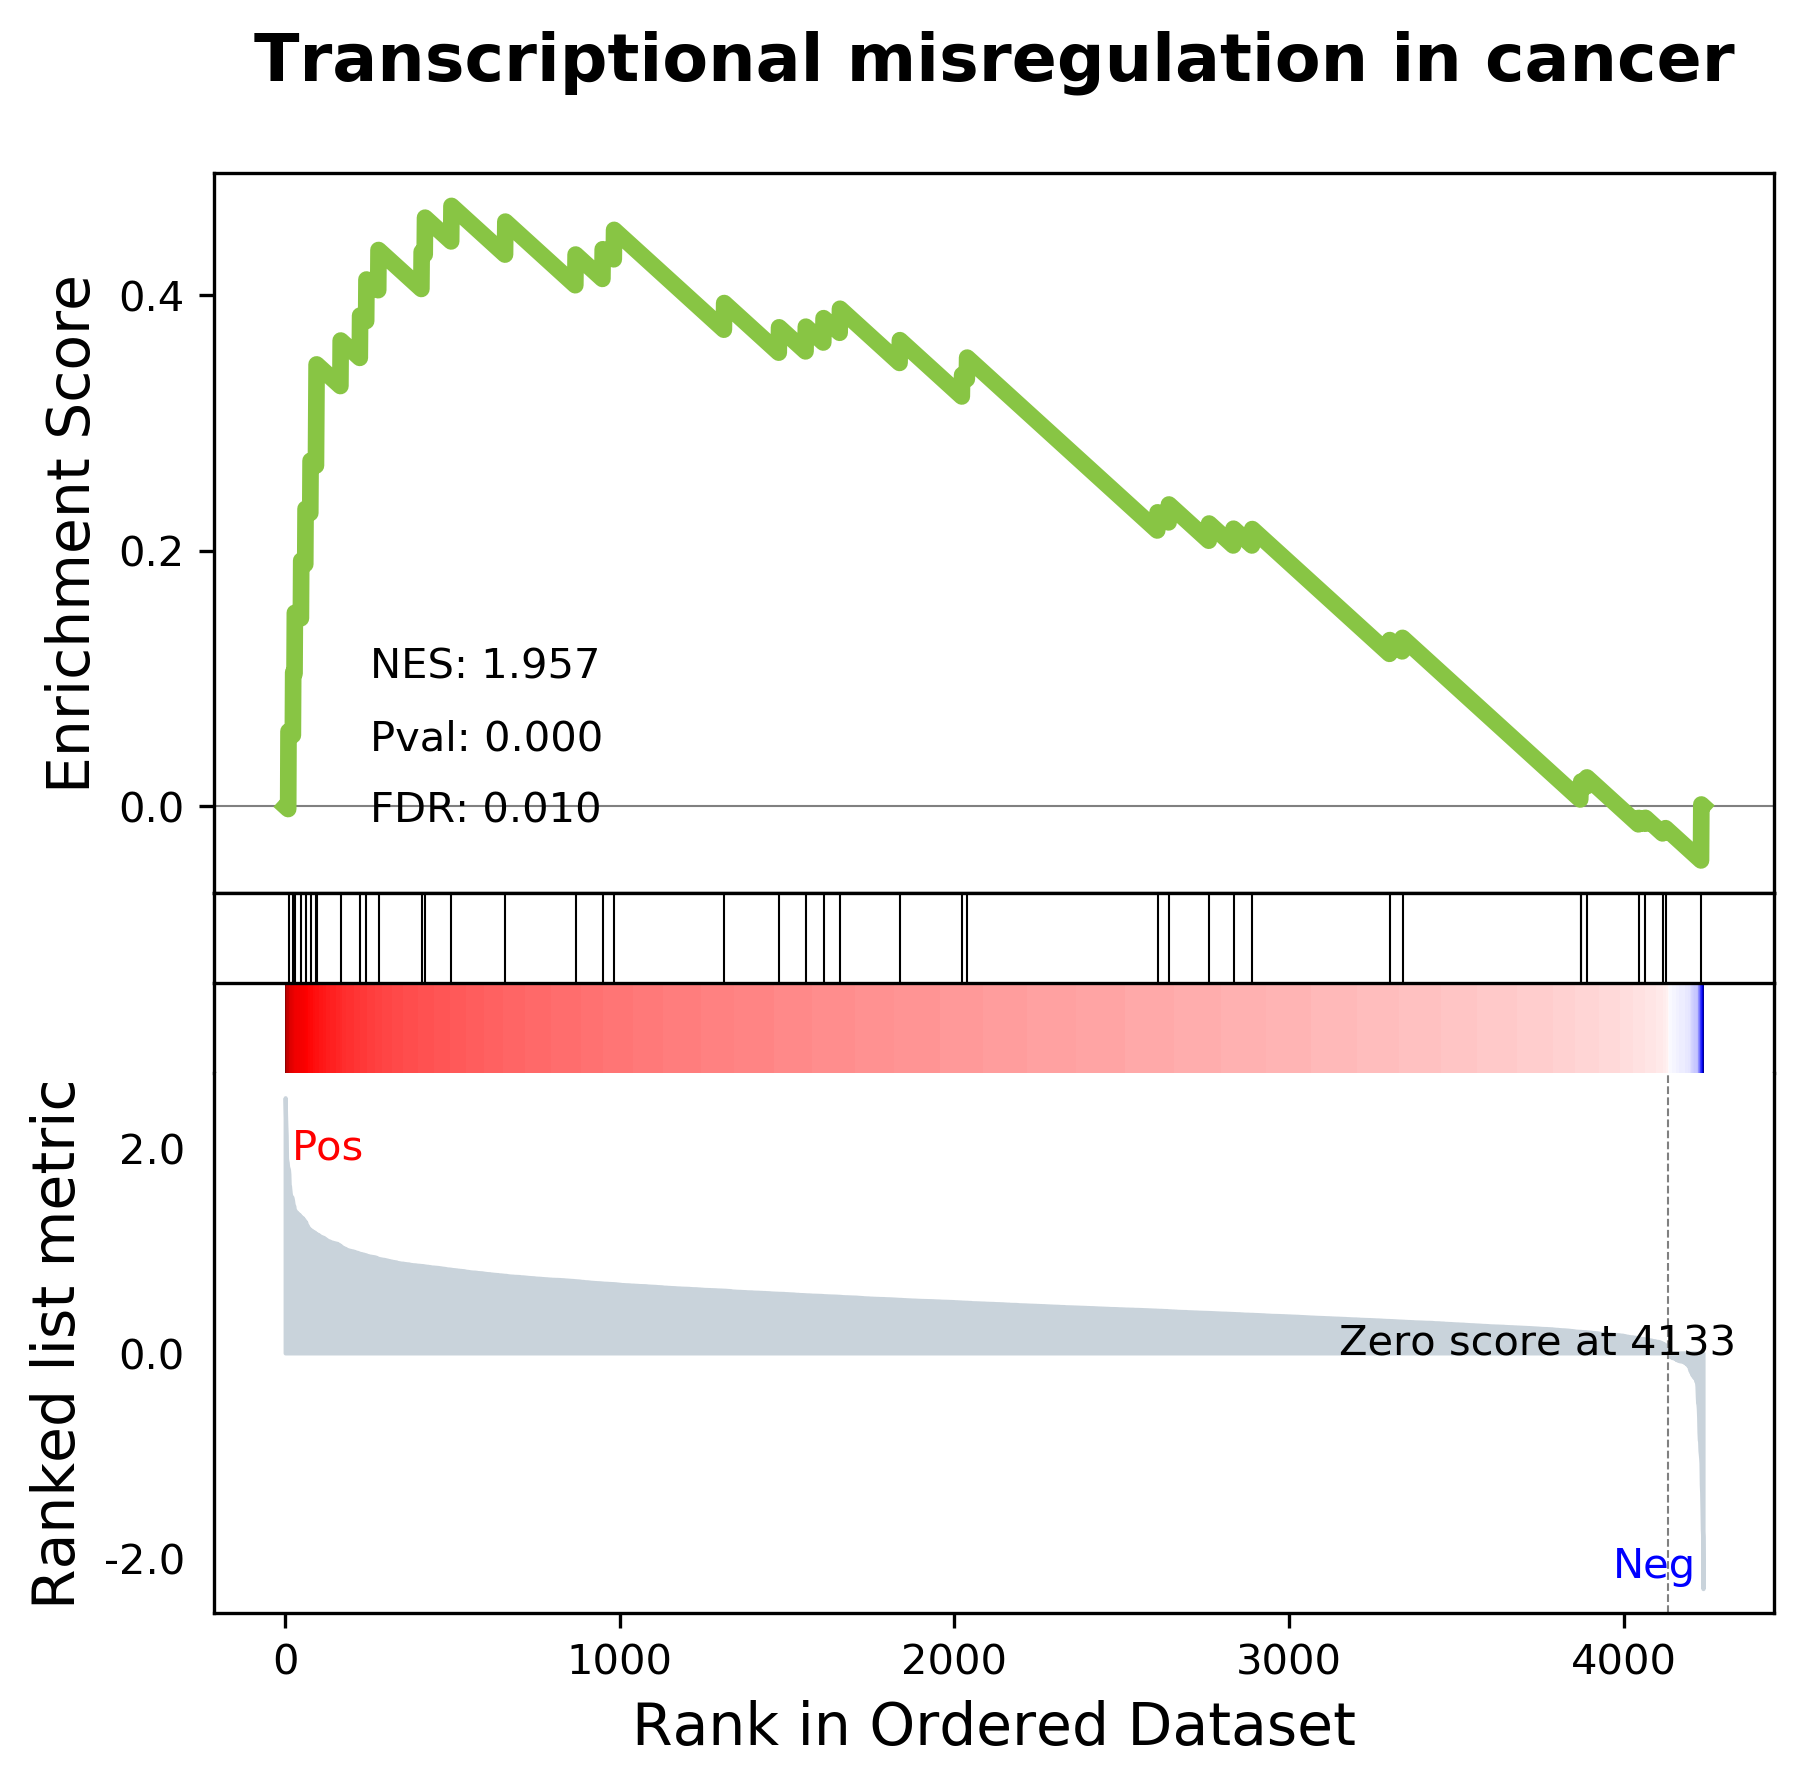 Transcriptional misregulation in cancer
Enrichment Score
0.4
0.2
0.0
NES: 1.957
Pval: 0.000
FDR: 0.010
Ranked list metric
2.0
0.0
-2.0
Pos
Zero score at 4133
Neg
0 1000 2000 3000 4000
Rank in Ordered Dataset